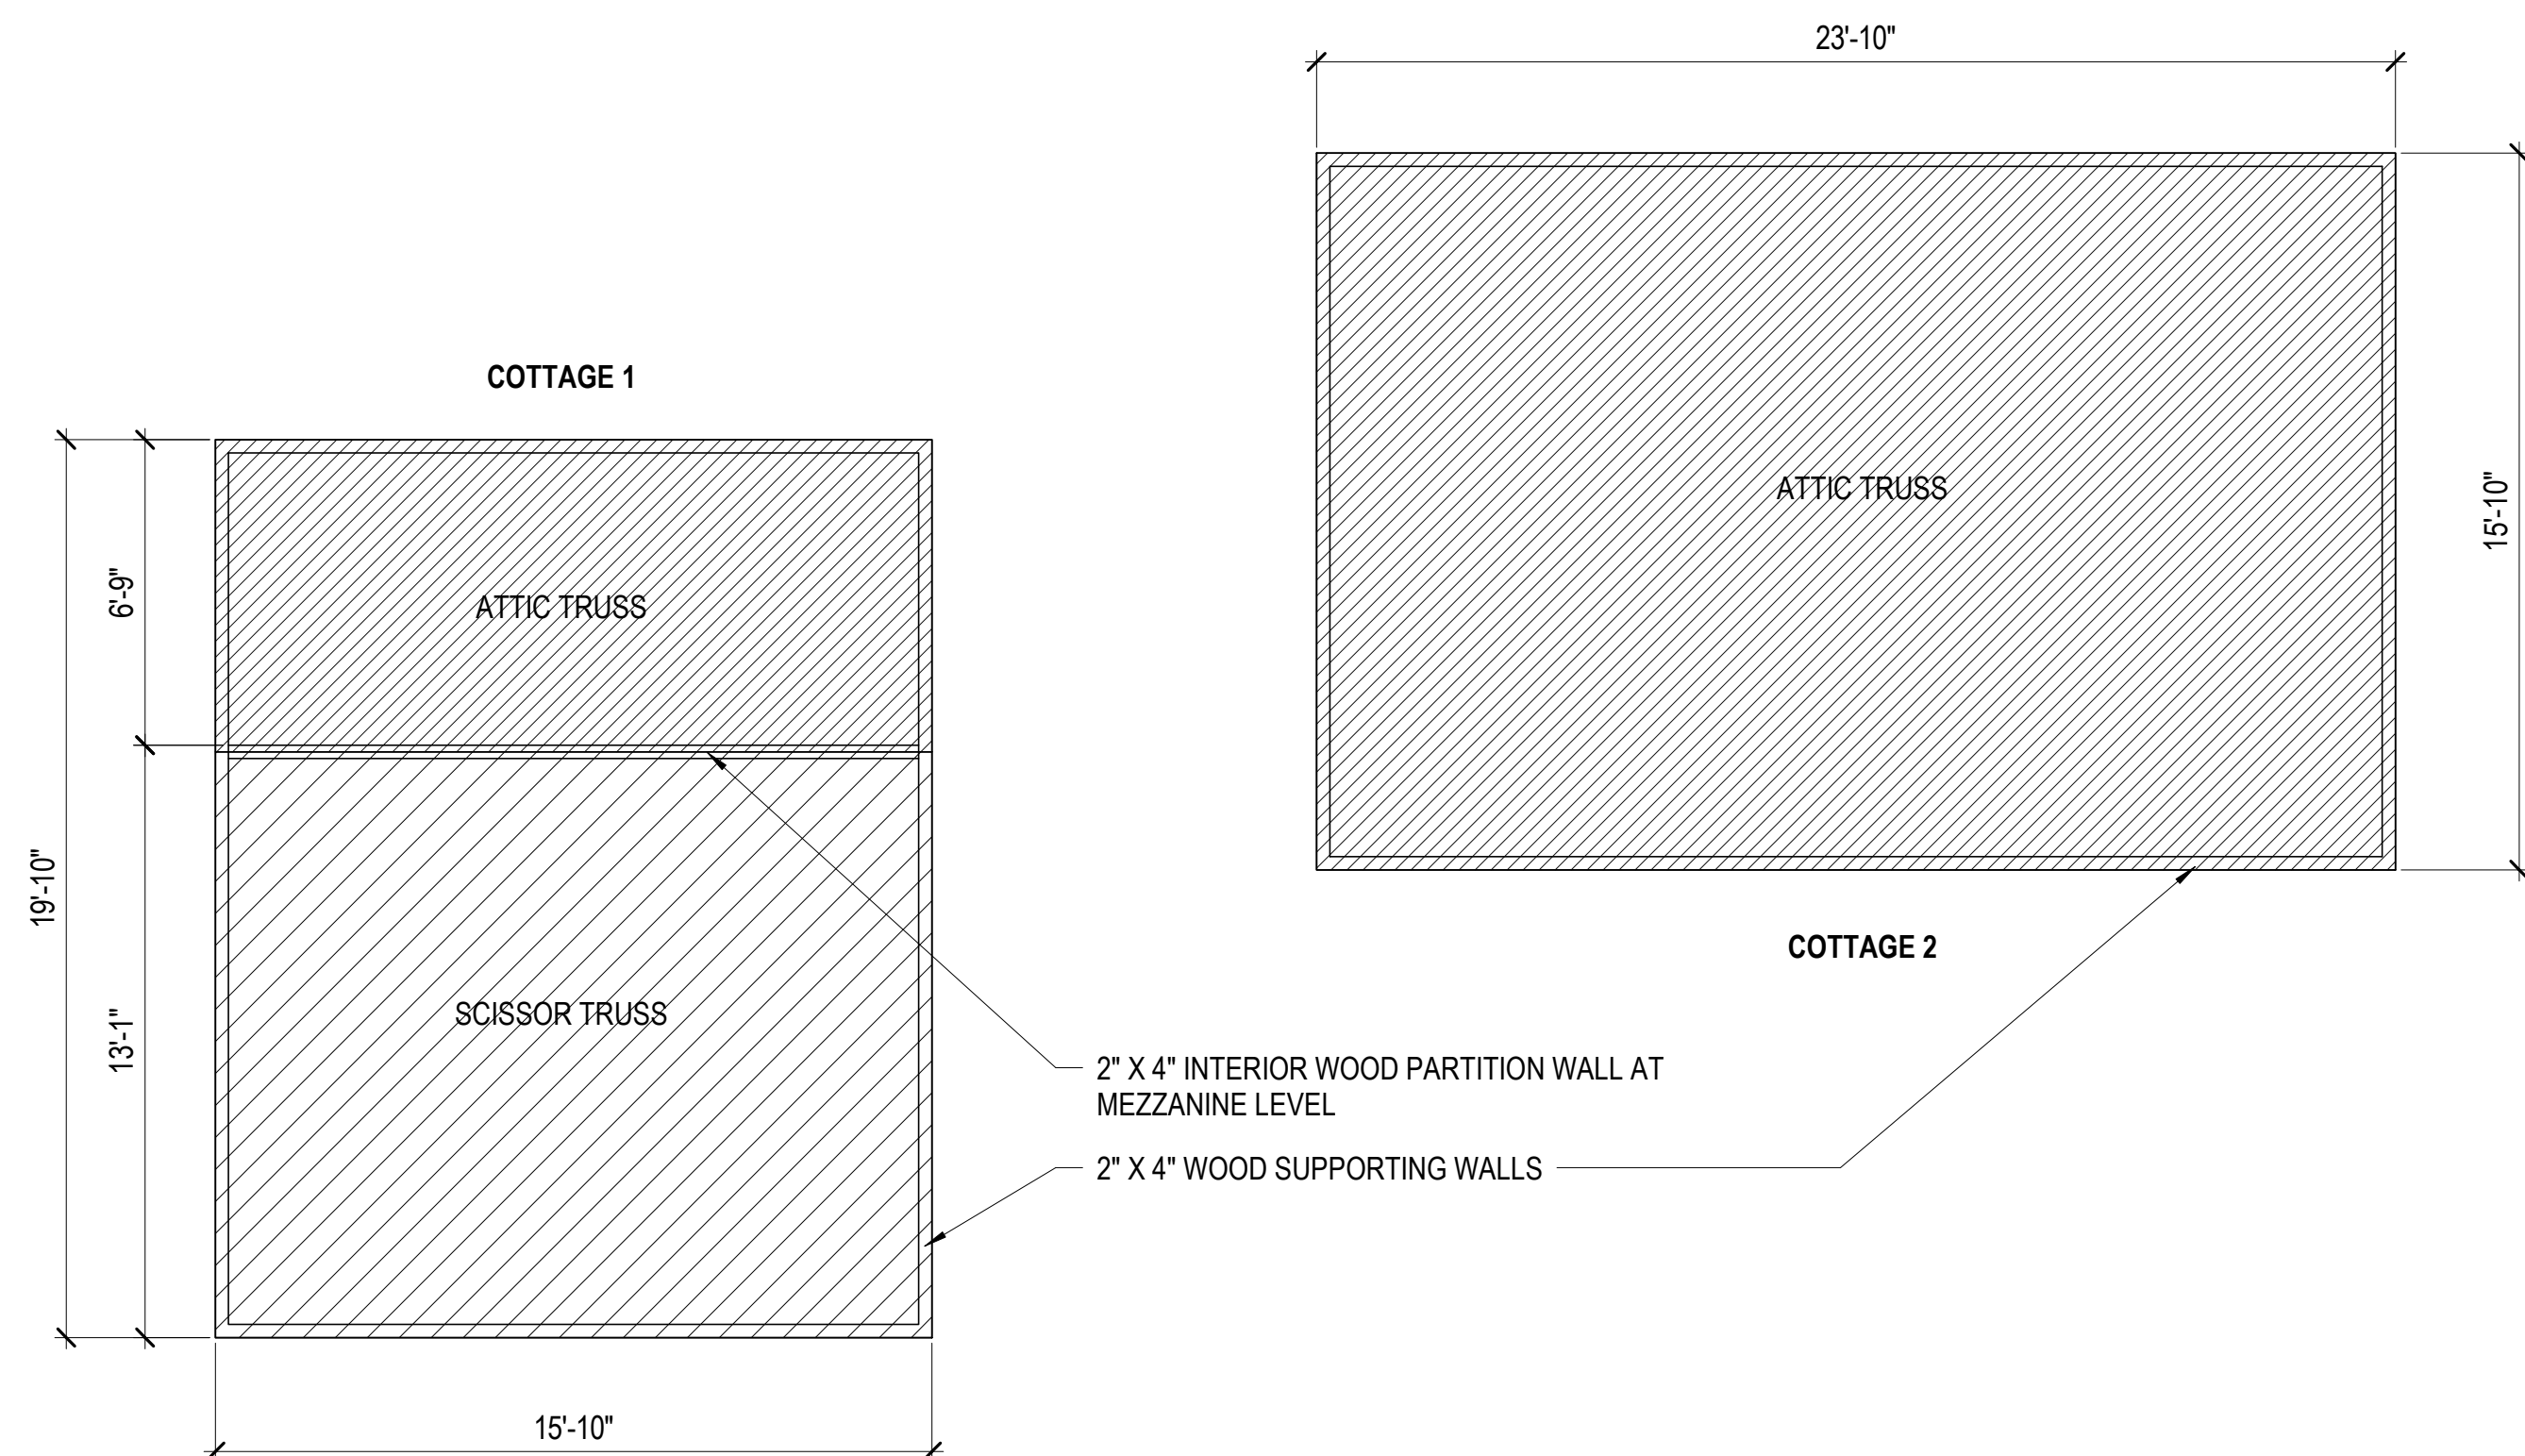 23'-10"
COTTAGE 1
ATTIC TRUSS
15'-10"
6'-9"
ATTIC TRUSS
19'-10"
COTTAGE 2
13'-1"
SCISSOR TRUSS
2" X 4" INTERIOR WOOD PARTITION WALL AT
MEZZANINE LEVEL
2" X 4" WOOD SUPPORTING WALLS
15'-10"